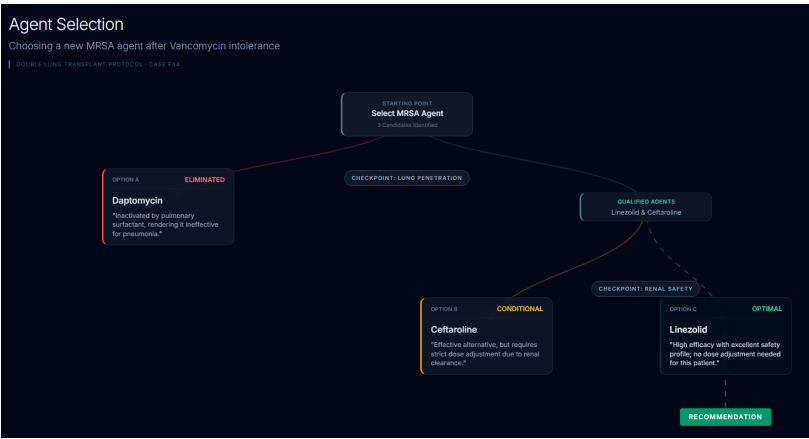 Agent Selection
Choosing a new MRSA agent after Vancomycin intolerance
DOUBLE LUNG TRANSPLANT PROTOCOL - CASE F44
STARTING POINT
Select MRSA Agent
3 Candidates Identified
OPTION A
ELIMINATED
Daptomycin
"Inactivated by pulmonary
surfactant, rendering it ineffective
for pneumonia."
CHECKPOINT: LUNG PENETRATION
QUALIFIED AGENTS
Linezolid & Ceftaroline
CHECKPOINT: RENAL SAFETY
OPTION B
CONDITIONAL
Ceftaroline
"Effective alternative, but requires
strict dose adjustment due to renal
clearance."
OPTION C
OPTIMAL
Linezolid
"High efficacy with excellent safety
profile; no dose adjustment needed
for this patient."
RECOMMENDATION